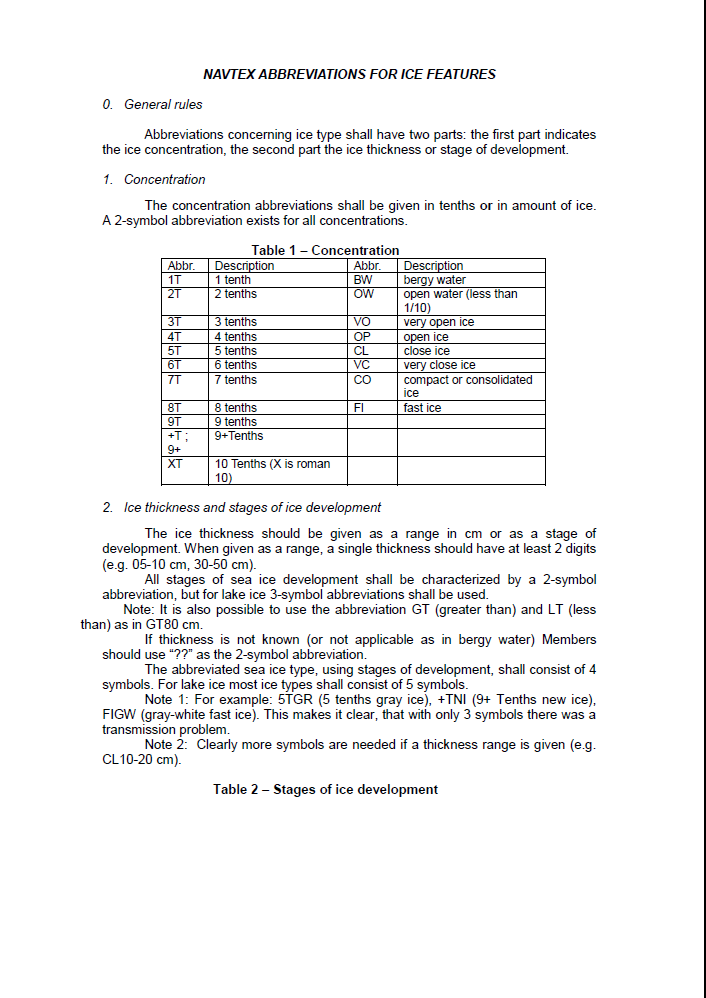 NAVTEX ABBREVIATIONS FOR ICE FEATURES
0. General rules
Abbreviations concerning ice type shall have two parts: the first part indicates
the ice concentration, the second part the ice thickness or stage of development.
1. Concentration
The concentration abbreviations shall be given in tenths or in amount of ice.
A 2-symbol abbreviation exists for all concentrations.
Table 1 – Concentration
Abbr. Description Abbr. Description
1T 1 tenth BW bergy water
2T 2 tenths OW open water (less than
1/10)
3T 3 tenths VO very open ice
4T 4 tenths OP open ice
5T 5 tenths CL close ice
6T 6 tenths VC very close ice
7T 7 tenths CO compact or consolidated
ice
8T 8 tenths FI fast ice
9T 9 tenths
+T ; 9+Tenths
9+
XT 10 Tenths (X is roman
10)
2. Ice thickness and stages of ice development
The ice thickness should be given as a range in cm or as a stage of
development. When given as a range, a single thickness should have at least 2 digits
(e.g. 05-10 cm, 30-50 cm).
All stages of sea ice development shall be characterized by a 2-symbol
abbreviation, but for lake ice 3-symbol abbreviations shall be used.
Note: It is also possible to use the abbreviation GT (greater than) and LT (less
than) as in GT80 cm.
If thickness is not known (or not applicable as in bergy water) Members
should use “??” as the 2-symbol abbreviation.
The abbreviated sea ice type, using stages of development, shall consist of 4
symbols. For lake ice most ice types shall consist of 5 symbols.
Note 1: For example: 5TGR (5 tenths gray ice), +TNI (9+ Tenths new ice),
FIGW (gray-white fast ice). This makes it clear, that with only 3 symbols there was a
transmission problem.
Note 2: Clearly more symbols are needed if a thickness range is given (e.g.
CL10-20 cm).
Table 2 – Stages of ice development